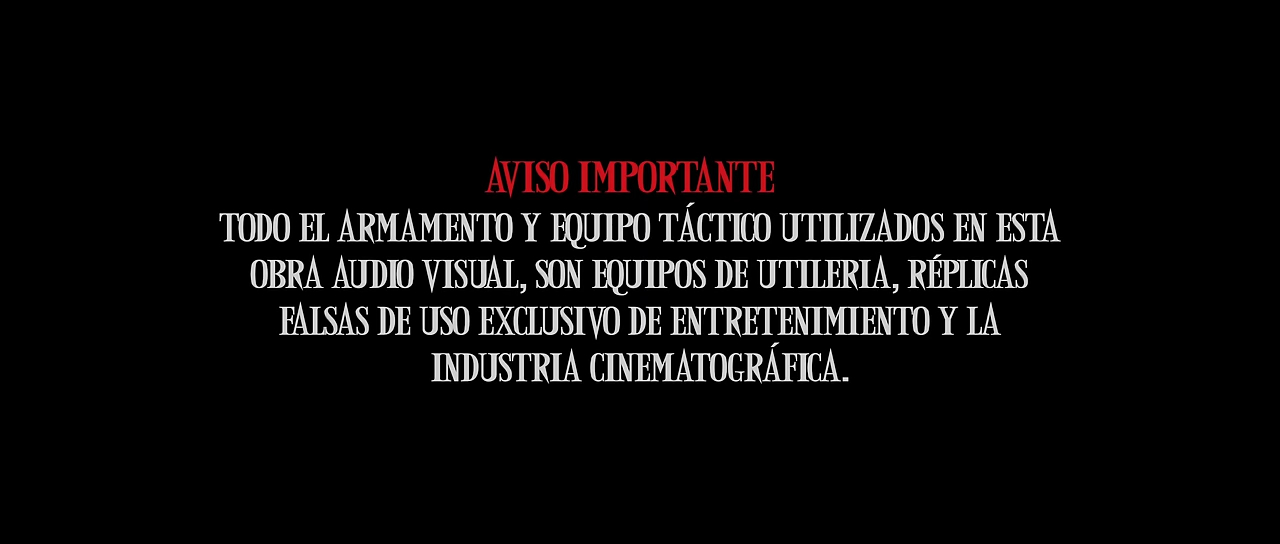 AVISO IMPORTANTE
TODO EL ARMAMENTO Y EQUIPO TÁCTICO UTILIZADOS EN ESTA
OBRA AUDIO VISUAL, SON EQUIPOS DE UTILERIA, RÉPLICAS
FALSAS DE USO EXCLUSIVO DE ENTRETENIMIENTO Y LA
INDUSTRIA CINEMATOGRÁFICA.